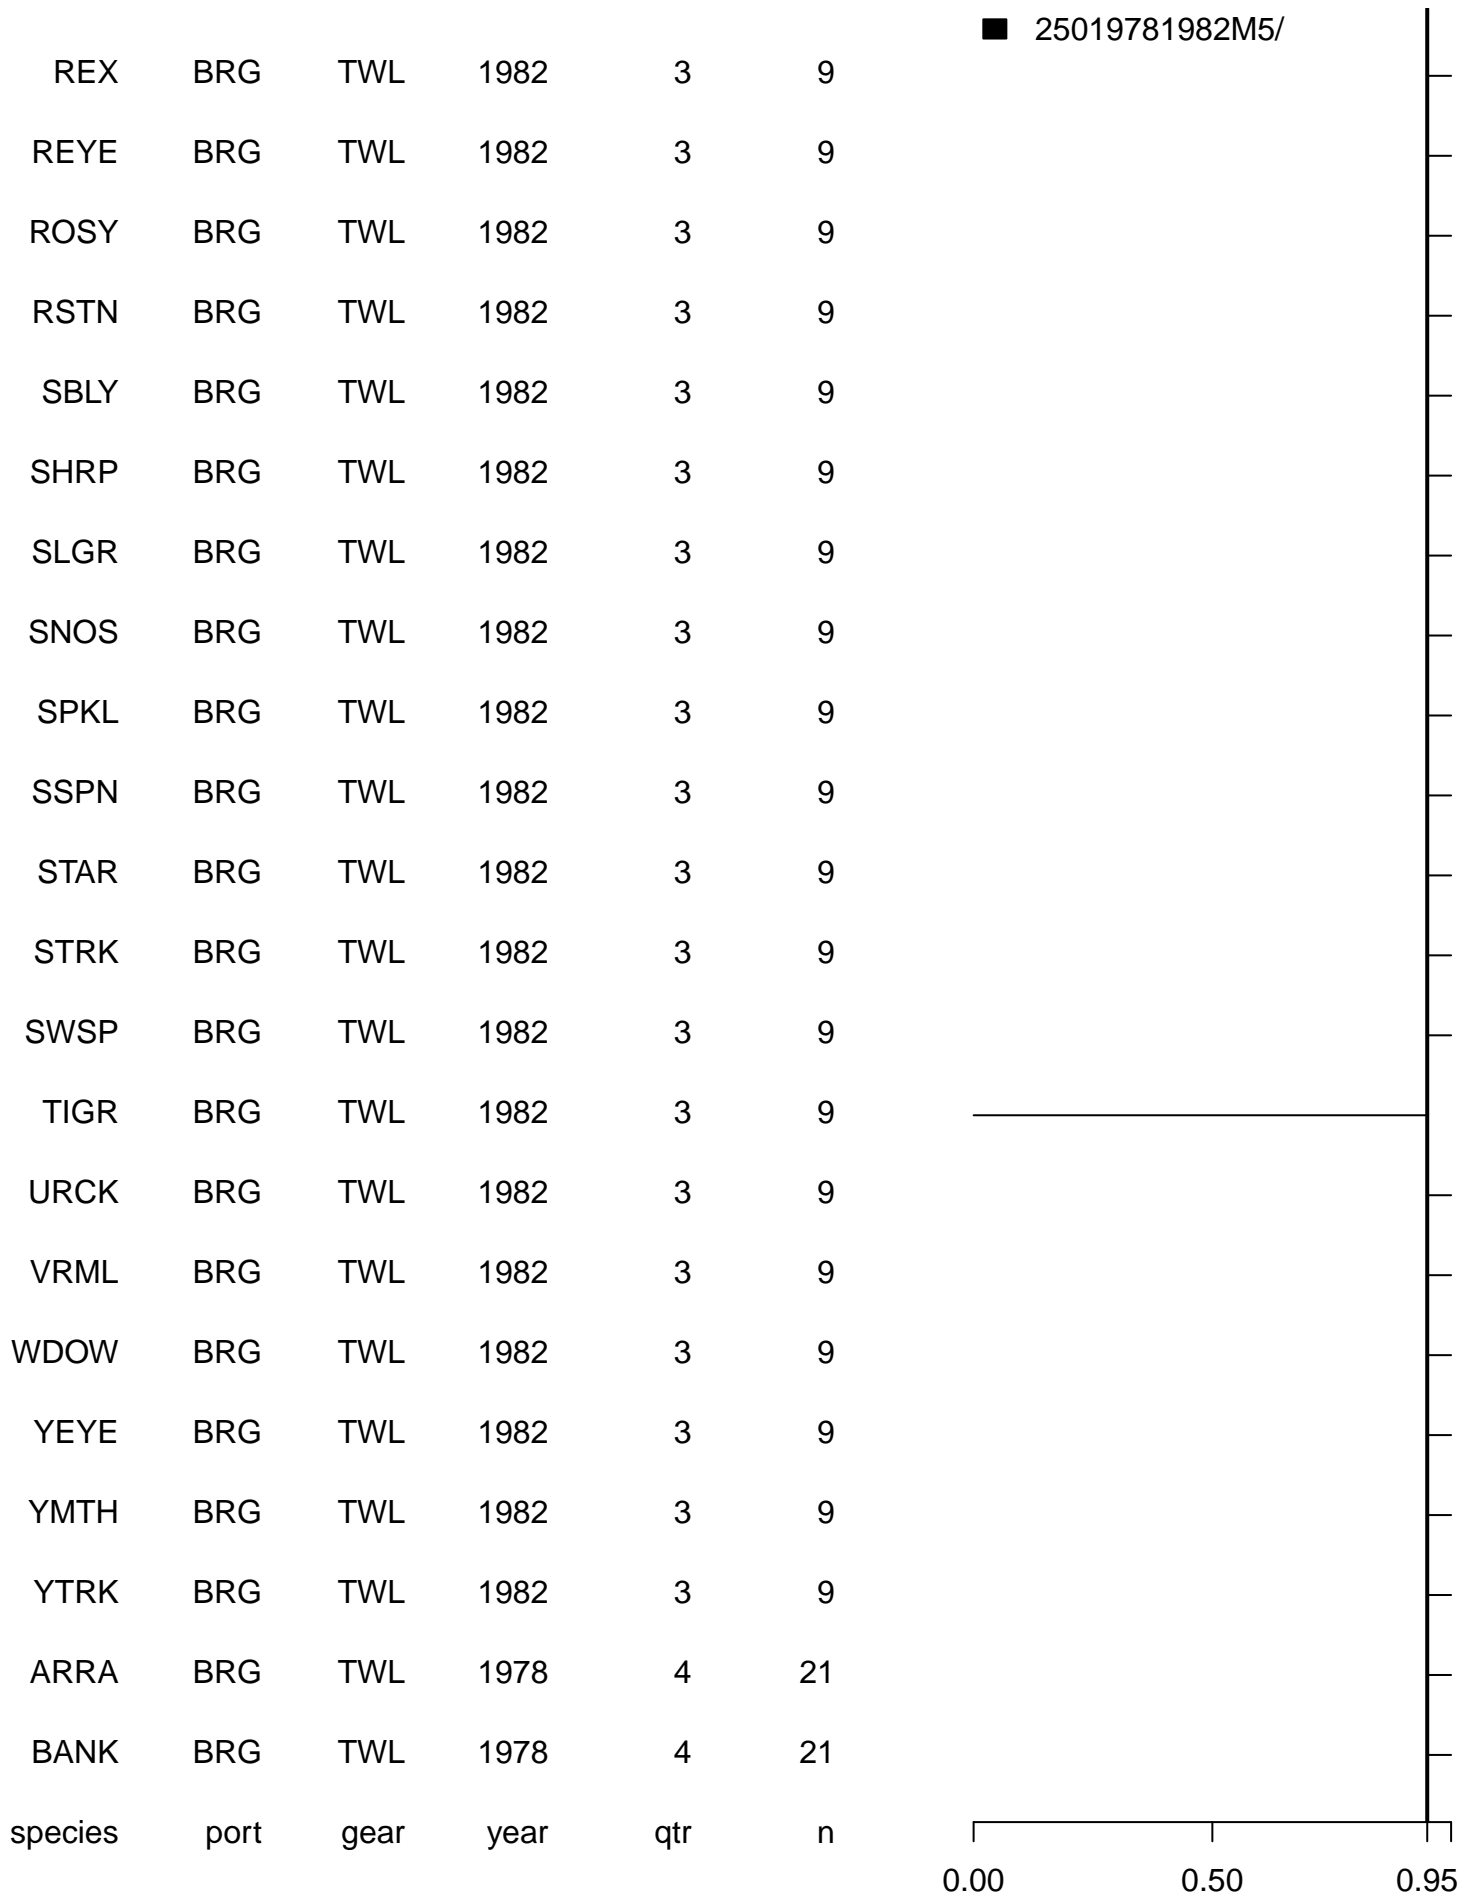 25019781982M5/
REX BRG TWL 1982 3 9
REYE BRG TWL 1982 3 9
ROSY BRG TWL 1982 3 9
RSTN BRG TWL 1982 3 9
SBLY BRG TWL 1982 3 9
SHRP BRG TWL 1982 3 9
SLGR BRG TWL 1982 3 9
SNOS BRG TWL 1982 3 9
SPKL BRG TWL 1982 3 9
SSPN BRG TWL 1982 3 9
STAR BRG TWL 1982 3 9
STRK BRG TWL 1982 3 9
SWSP BRG TWL 1982 3 9
TIGR BRG TWL 1982 3 9
URCK BRG TWL 1982 3 9
VRML BRG TWL 1982 3 9
WDOW BRG TWL 1982 3 9
YEYE BRG TWL 1982 3 9
YMTH BRG TWL 1982 3 9
YTRK BRG TWL 1982 3 9
ARRA BRG TWL 1978 4 21
BANK BRG TWL 1978 4 21
species port gear year qtr n
0.00 0.50 0.95